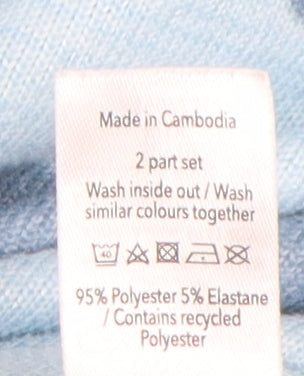 Made in Cambodia
2 part set
Wash inside out / Wash
similar colours together
40
95% Polyester 5% Elastane
/ Contains recycled
Polyester